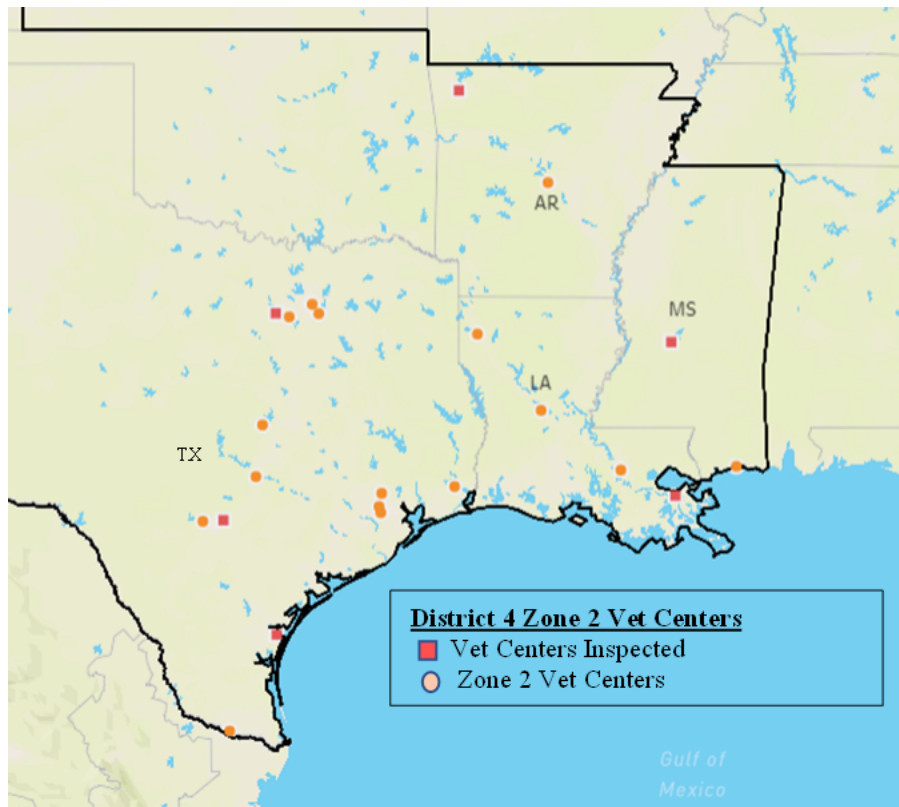 AR
MS
LA
TX
District 4 Zone 2 Vet Centers
Vet Centers Inspected
Zone 2 Vet Centers
Gulf of
Mexico